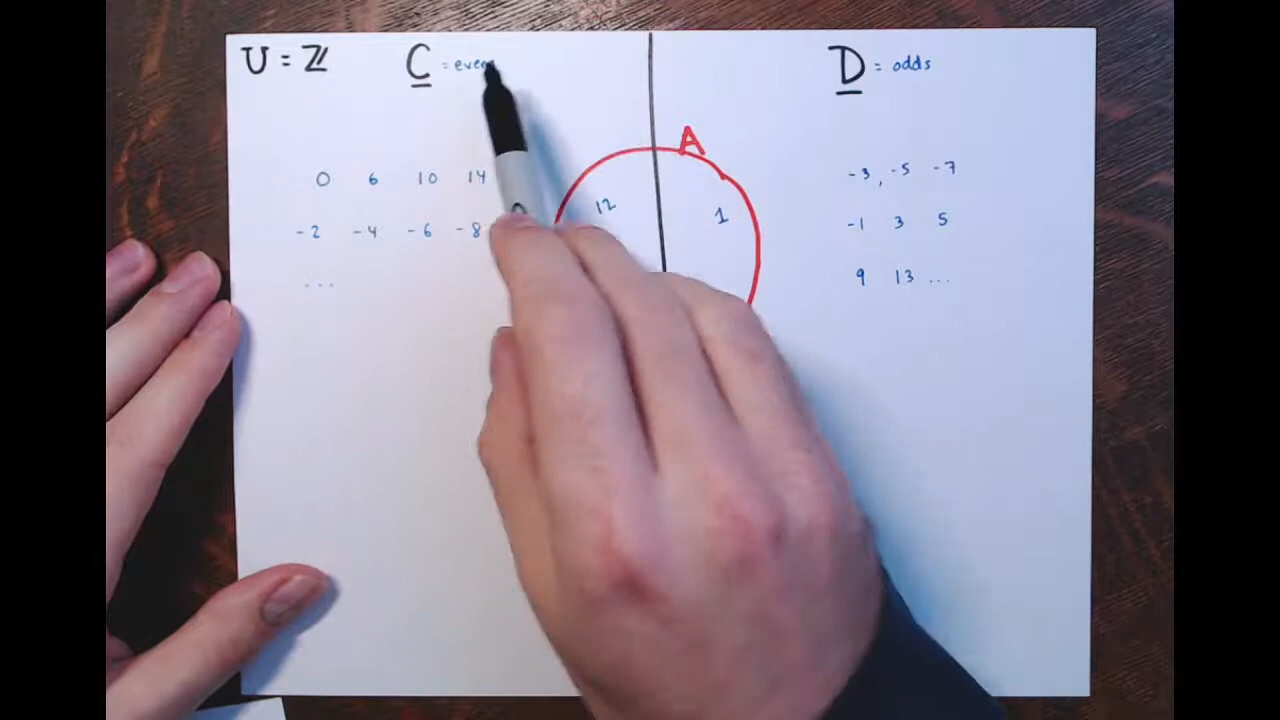 U = ℤ
C = evens
D = odds
A
0 6 10 14
-2 -4 -6 -8
...
12
1
-3, -5 -7
-1 3 5
9 13 ...